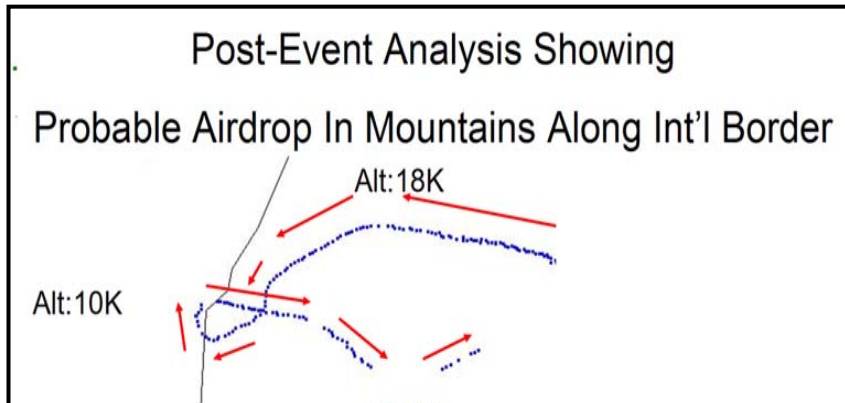 Post-Event Analysis Showing
Probable Airdrop In Mountains Along Int'l Border
Alt:18K
Alt:10K